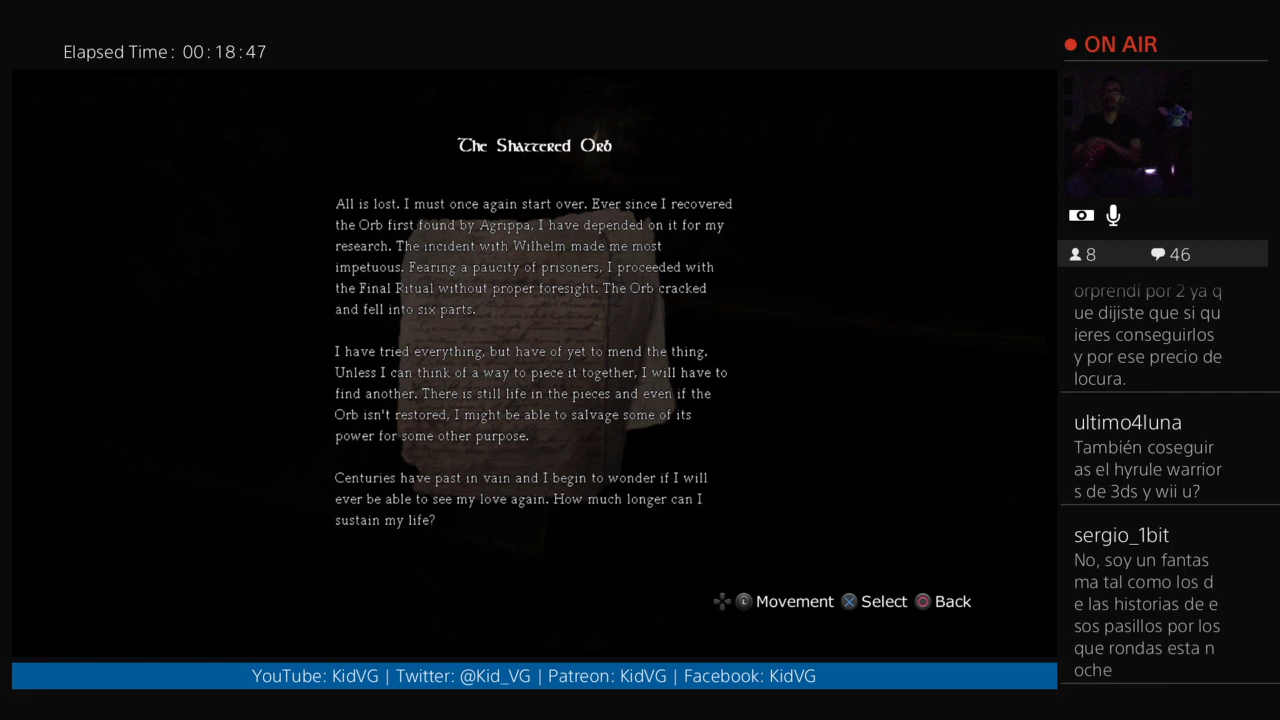 Elapsed Time: 00:18:47
ON AIR
The Shattered Orb
All is lost. I must once again start over. Ever since I recovered
the Orb first found by Agrippa, I have depended on it for my
research. The incident with Wilhelm made me most
impetuous. Fearing a paucity of prisoners, I proceeded with
the Final Ritual without proper foresight. The Orb cracked
and fell into six parts.
I have tried everything, but have of yet to mend the thing.
Unless I can think of a way to piece it together, I will have to
find another. There is still life in the pieces and even if the
Orb isn't restored, I might be able to salvage some of its
power for some other purpose.
Centuries have past in vain and I begin to wonder if I will
ever be able to see my love again. How much longer can I
sustain my life?
L Movement Select Back
YouTube: KidVG | Twitter: @Kid_VG | Patreon: KidVG | Facebook: KidVG
8 46
orprendí por 2 ya q
ue dijiste que si qu
ieres conseguirlos
y por ese precio de
locura.
ultimo4luna
También coseguir
as el hyrule warrior
s de 3ds y wii u?
sergio_1bit
No, soy un fantas
ma tal como los d
e las historias de e
sos pasillos por los
que rondas esta n
oche